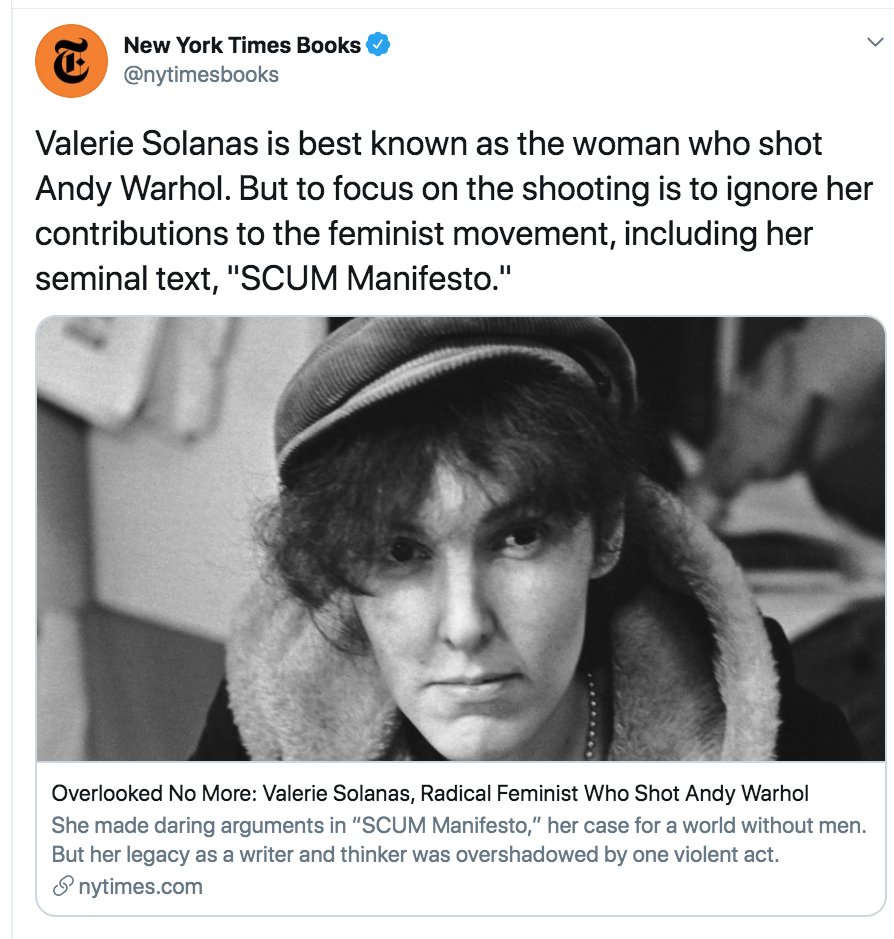 New York Times Books
@nytimesbooks
Valerie Solanas is best known as the woman who shot
Andy Warhol. But to focus on the shooting is to ignore her
contributions to the feminist movement, including her
seminal text, "SCUM Manifesto."
Overlooked No More: Valerie Solanas, Radical Feminist Who Shot Andy Warhol
She made daring arguments in “SCUM Manifesto,” her case for a world without men.
But her legacy as a writer and thinker was overshadowed by one violent act.
nytimes.com